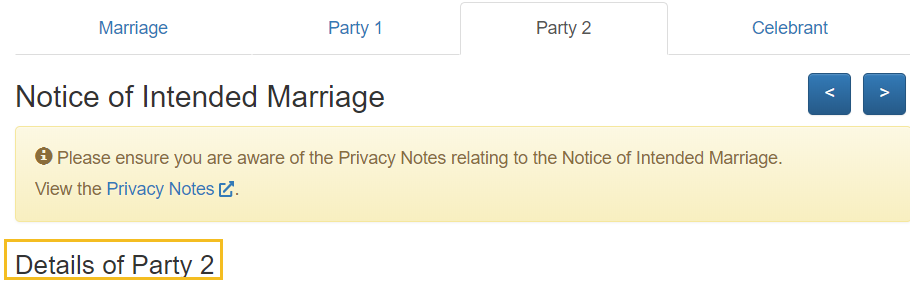 Marriage Party 1 Party 2 Celebrant
Notice of Intended Marriage < >
Please ensure you are aware of the Privacy Notes relating to the Notice of Intended Marriage.
View the Privacy Notes.
Details of Party 2